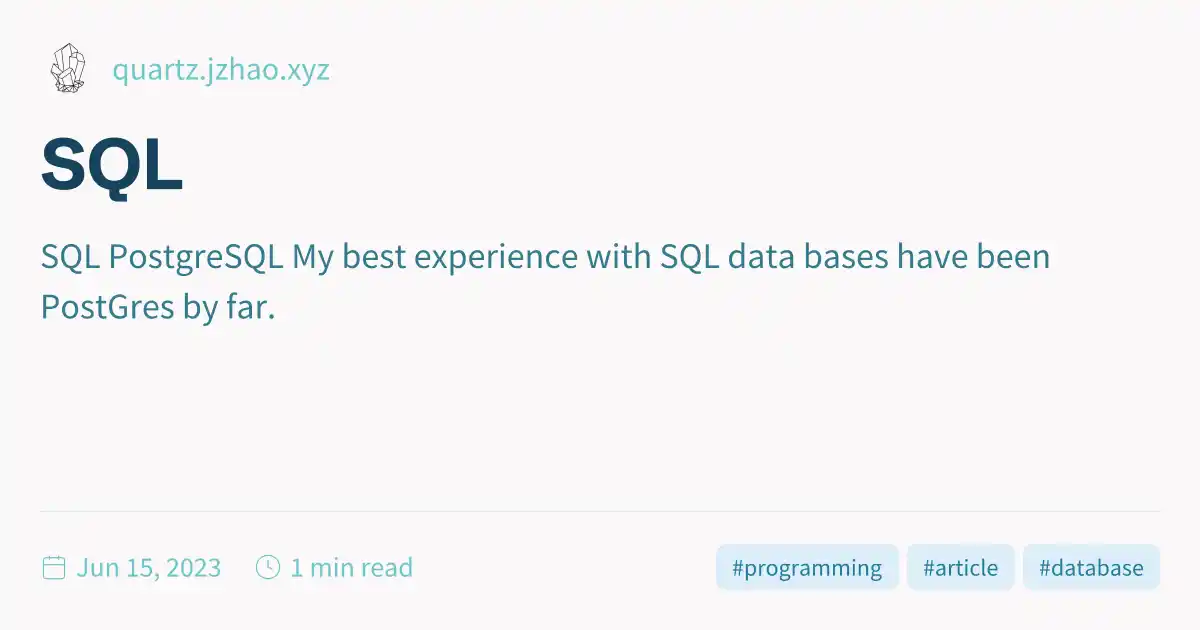 quartz.jzhao.xyz
SQL
SQL PostgreSQL My best experience with SQL data bases have been
PostGres by far.
Jun 15, 2023 1 min read #programming #article #database